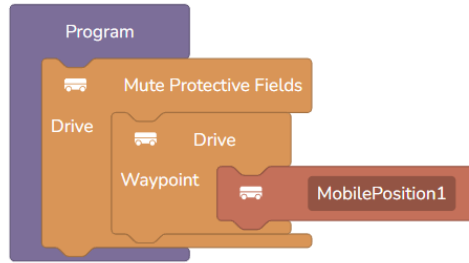 Program
Mute Protective Fields
Drive
Drive
Waypoint
MobilePosition1